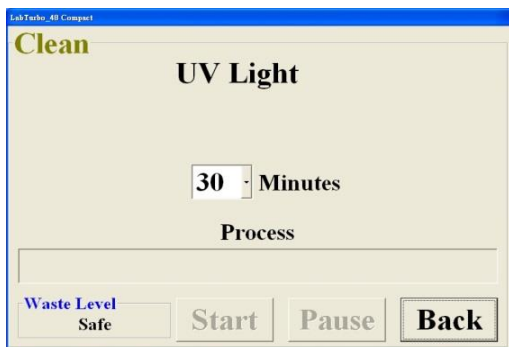 LabTurbo_48 Compact
Clean
UV Light
30 Minutes
Process
Waste Level
Safe
Start Pause Back